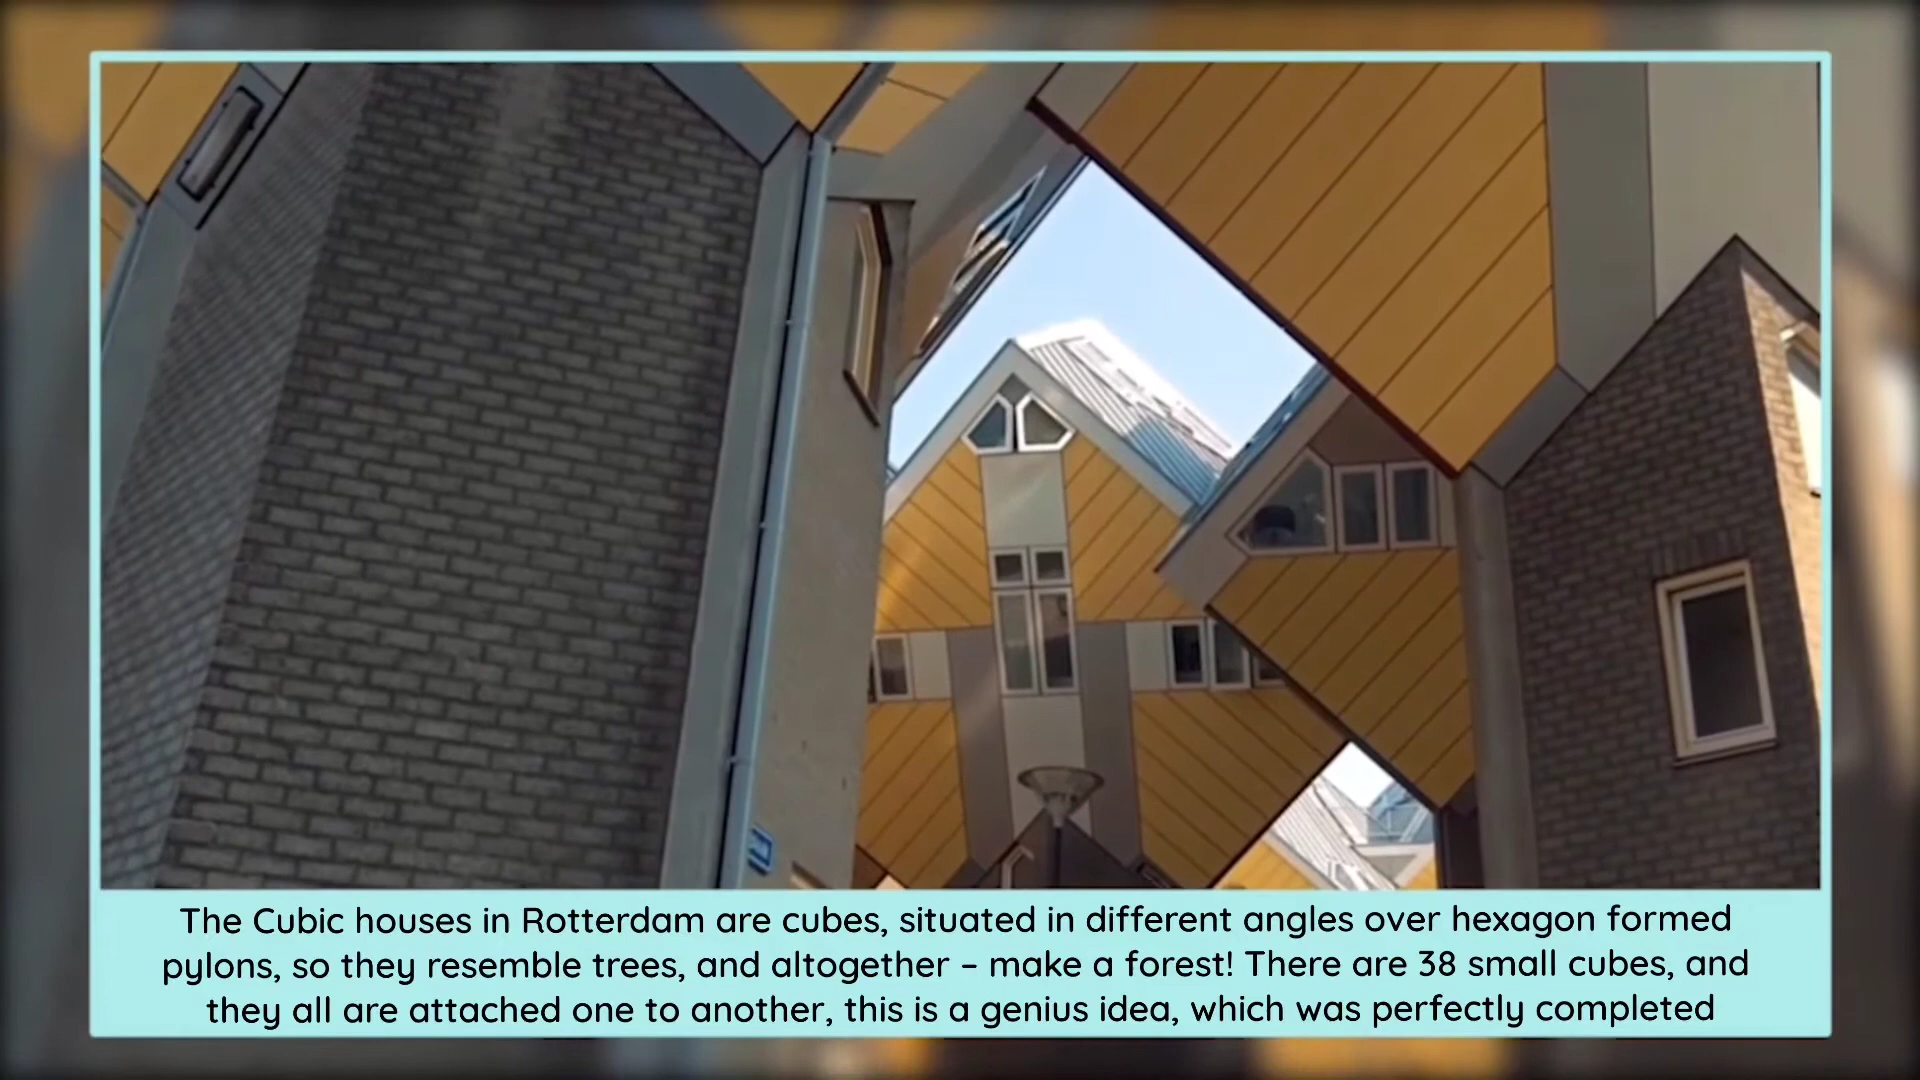 The Cubic houses in Rotterdam are cubes, situated in different angles over hexagon formed
pylons, so they resemble trees, and altogether – make a forest! There are 38 small cubes, and
they all are attached one to another, this is a genius idea, which was perfectly completed